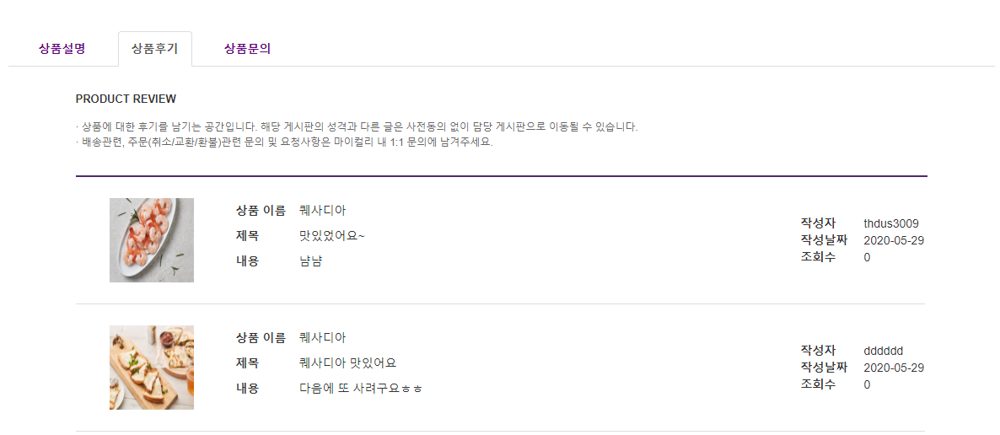 상품설명 상품후기 상품문의
PRODUCT REVIEW
· 상품에 대한 후기를 남기는 공간입니다. 해당 게시판의 성격과 다른 글은 사전동의 없이 담당 게시판으로 이동될 수 있습니다.
· 배송관련, 주문(취소/교환/환불)관련 문의 및 요청사항은 마이컬리 내 1:1 문의에 남겨주세요.
상품 이름 퀘사디아
제목 맛있었어요~
내용 냠냠
작성자 thdus3009
작성날짜 2020-05-29
조회수 0
상품 이름 퀘사디아
제목 퀘사디아 맛있어요
내용 다음에 또 사려구요ㅎㅎ
작성자 dddddd
작성날짜 2020-05-29
조회수 0